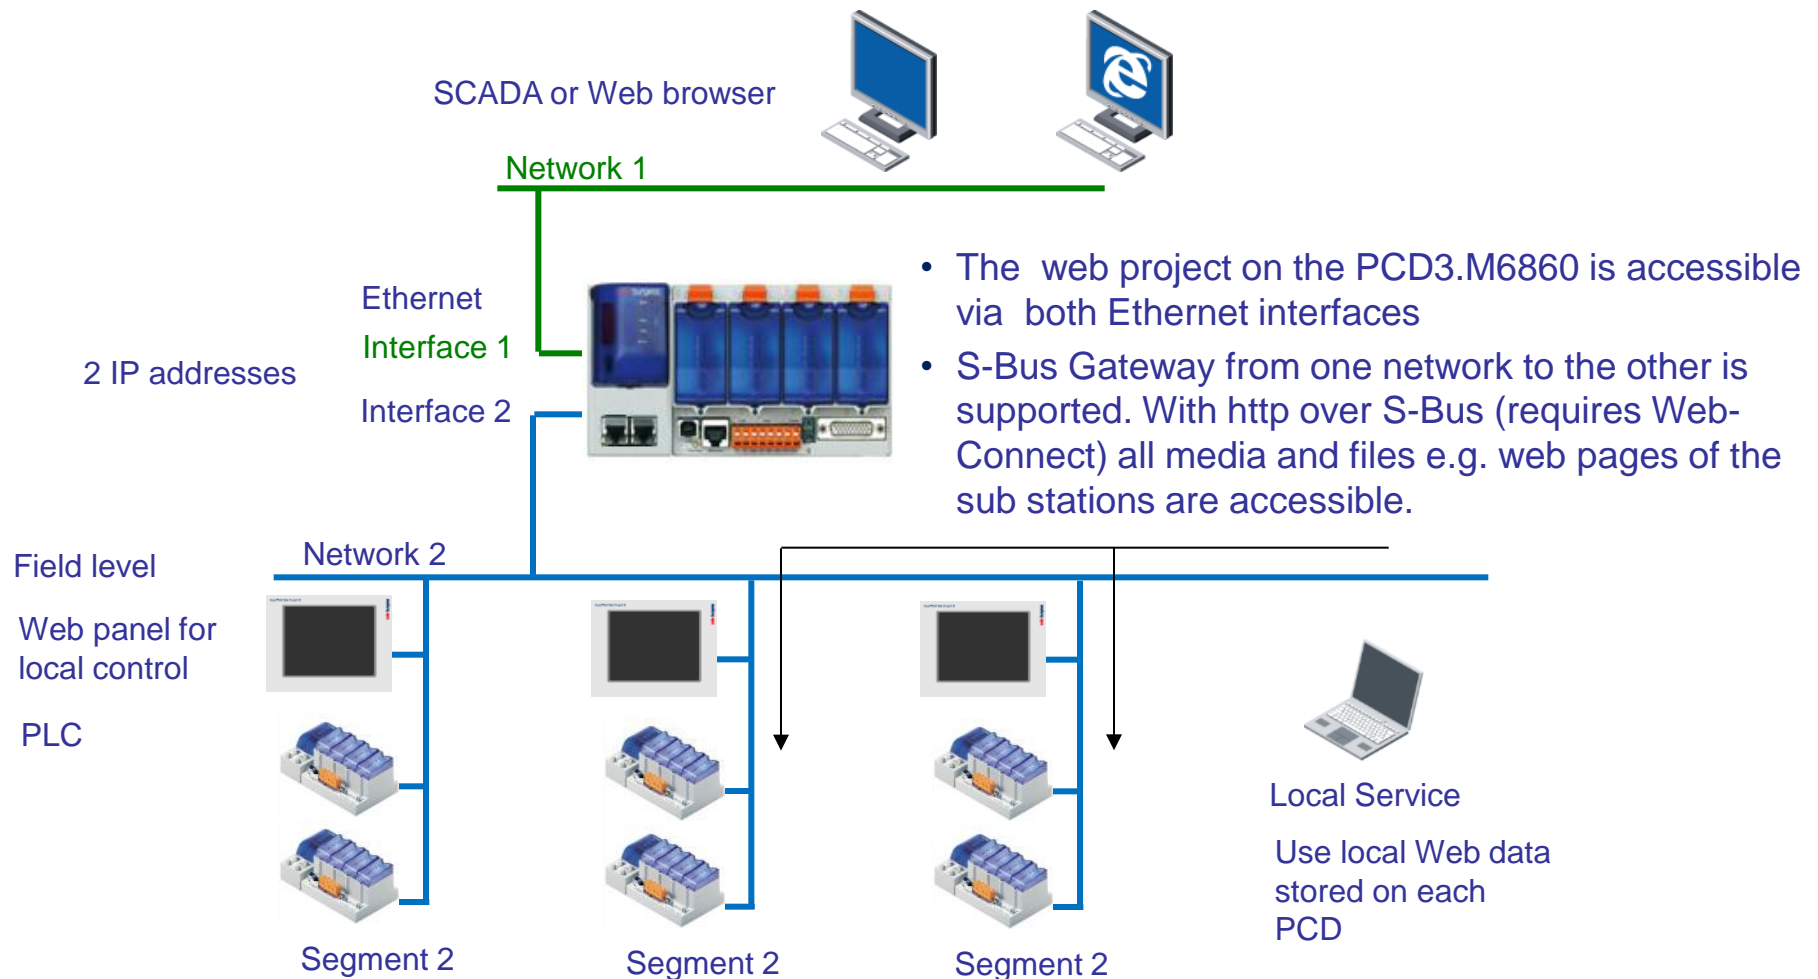 SCADA or Web browser
Network 1
Ethernet
Interface 1
2 IP addresses
Interface 2
• The web project on the PCD3.M6860 is accessible
via both Ethernet interfaces
• S-Bus Gateway from one network to the other is
supported. With http over S-Bus (requires Web-
Connect) all media and files e.g. web pages of the
sub stations are accessible.
Network 2
Field level
Web panel for
local control
PLC
Local Service
Use local Web data
stored on each
PCD
Segment 2
Segment 2
Segment 2